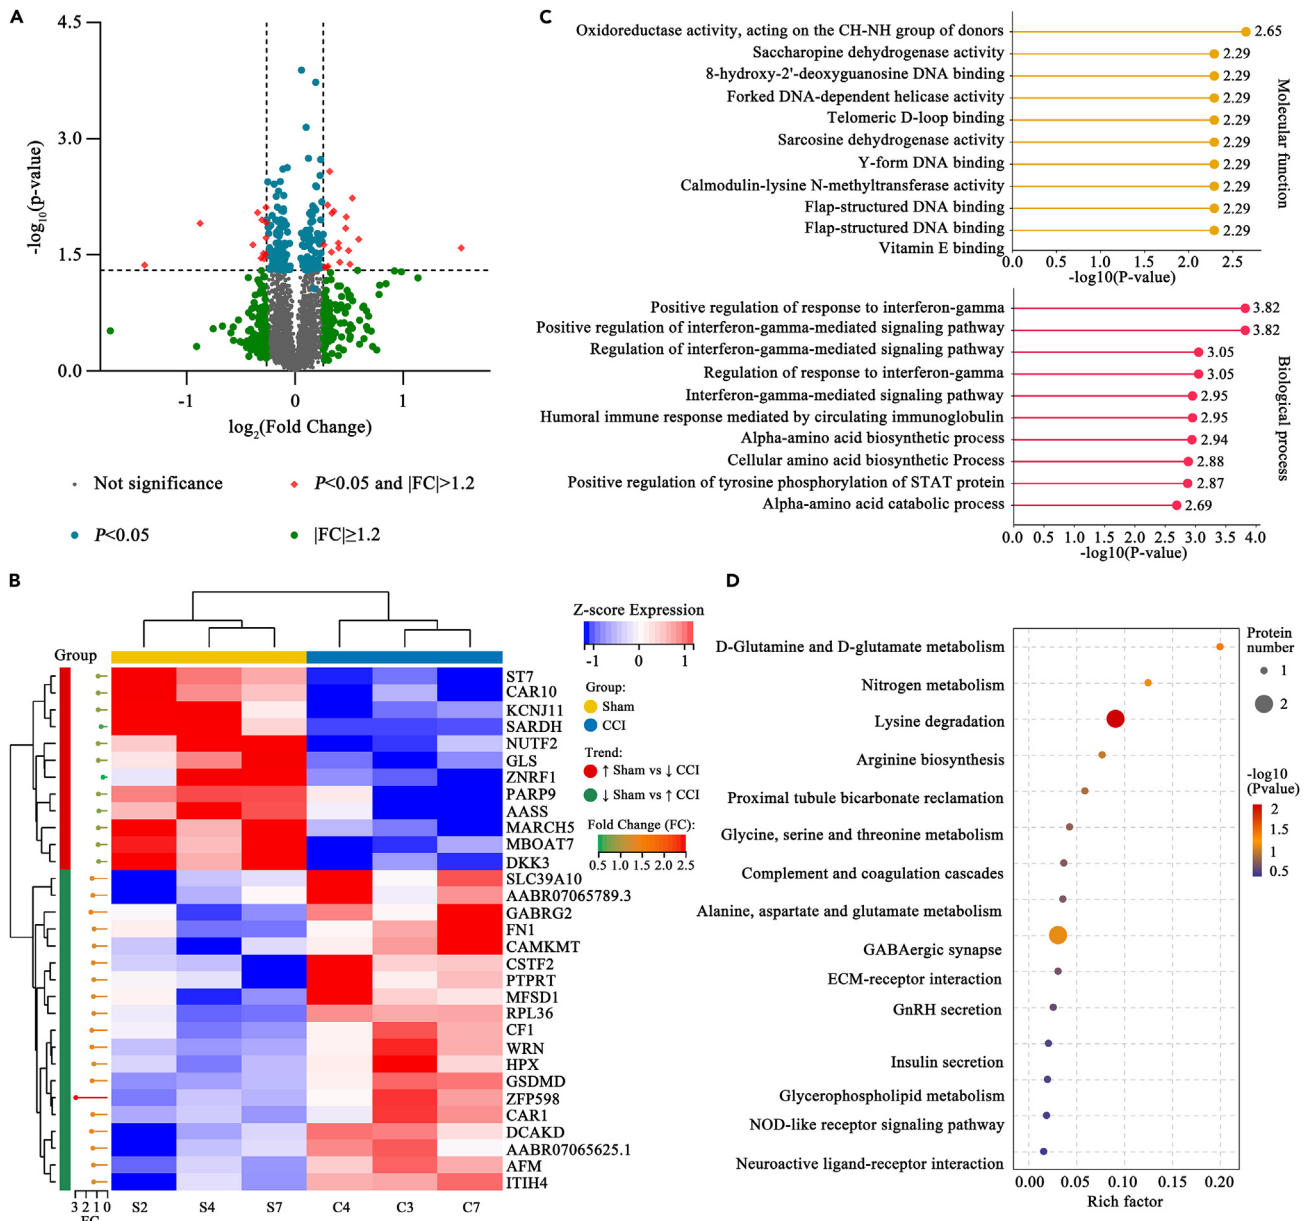 A
4.5
3.0
1.5
0.0
-log10(p-value)
-1
0
1
log2(Fold Change)
Not significance
P<0.05 and |FC|>1.2
P<0.05
|FC|≥1.2
C
Oxidoreductase activity, acting on the CH-NH group of donors
2.65
Saccharopine dehydrogenase activity
2.29
8-hydroxy-2'-deoxyguanosine DNA binding
2.29
Forked DNA-dependent helicase activity
2.29
Telomeric D-loop binding
2.29
Sarcosine dehydrogenase activity
2.29
Y-form DNA binding
2.29
Calmodulin-lysine N-methyltransferase activity
2.29
Flap-structured DNA binding
2.29
Flap-structured DNA binding
2.29
Vitamin E binding
0.0 0.5 1.0 1.5 2.0 2.5
-log10(P-value)
Molecular function
Positive regulation of response to interferon-gamma
3.82
Positive regulation of interferon-gamma-mediated signaling pathway
3.82
Regulation of interferon-gamma-mediated signaling pathway
3.05
Regulation of response to interferon-gamma
3.05
Interferon-gamma-mediated signaling pathway
2.95
Humoral immune response mediated by circulating immunoglobulin
2.95
Alpha-amino acid biosynthetic process
2.94
Cellular amino acid biosynthetic Process
2.88
Positive regulation of tyrosine phosphorylation of STAT protein
2.87
Alpha-amino acid catabolic process
2.69
0.0 0.5 1.0 1.5 2.0 2.5 3.0 3.5 4.0
-log10(P-value)
Biological process
B
Group
ST7
CAR10
KCNJ11
SARDH
NUTF2
GLS
ZNRF1
PARP9
AASS
MARCH5
MBOAT7
DKK3
SLC39A10
AABR07065789.3
GABRG2
FN1
CAMKMT
CSTF2
PTPRT
MFSD1
RPL36
CF1
WRN
HPX
GSDMD
ZFP598
CAR1
DCAKD
AABR07065625.1
AFM
ITIH4
3 2 1 0
FC
S2 S4 S7 C4 C3 C7
Z-score Expression
-1 0 1
Group:
Sham
CCI
Trend:
↑ Sham vs ↓ CCI
↓ Sham vs ↑ CCI
Fold Change (FC):
0.5 1.0 1.5 2.0 2.5
D
D-Glutamine and D-glutamate metabolism
Nitrogen metabolism
Lysine degradation
Arginine biosynthesis
Proximal tubule bicarbonate reclamation
Glycine, serine and threonine metabolism
Complement and coagulation cascades
Alanine, aspartate and glutamate metabolism
GABAergic synapse
ECM-receptor interaction
GnRH secretion
Insulin secretion
Glycerophospholipid metabolism
NOD-like receptor signaling pathway
Neuroactive ligand-receptor interaction
0.00 0.05 0.10 0.15 0.20
Rich factor
Protein
number
1
2
-log10
(Pvalue)
2
1.5
1
0.5